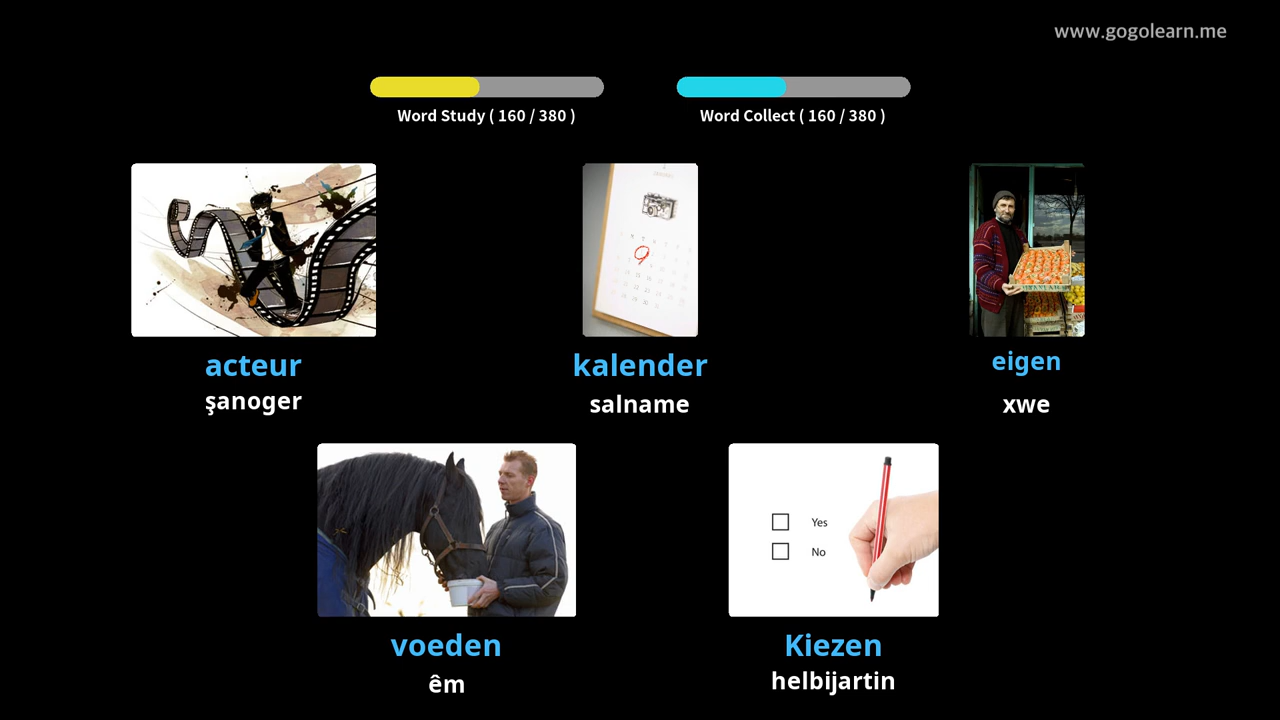 www.gogolearn.me
Word Study ( 160 / 380 )
Word Collect ( 160 / 380 )
acteur
şanoger
kalender
salname
eigen
xwe
Yes
No
voeden
êm
Kiezen
helbijartin